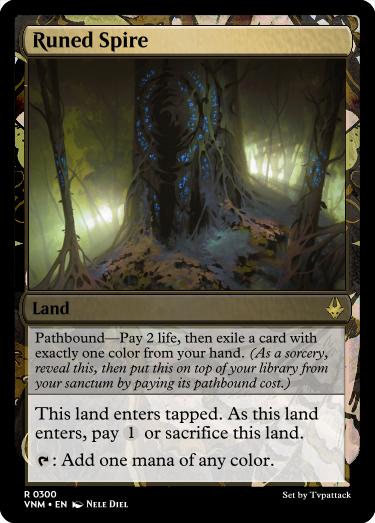 Runed Spire
Land
Pathbound—Pay 2 life, then exile a card with
exactly one color from your hand. (As a sorcery,
reveal this, then put this on top of your library from
your sanctum by paying its pathbound cost.)
This land enters tapped. As this land
enters, pay 1 or sacrifice this land.
: Add one mana of any color.
R 0300
VNM • EN Nele Diel
Set by Tvpattack